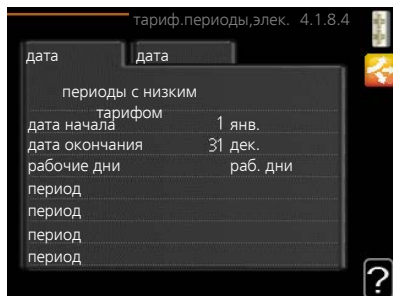 тариф.периоды,элек. 4.1.8.4
дата дата
периоды с низким
тарифом
дата начала 1 янв.
дата окончания 31 дек.
рабочие дни раб. дни
период
период
период
период
?